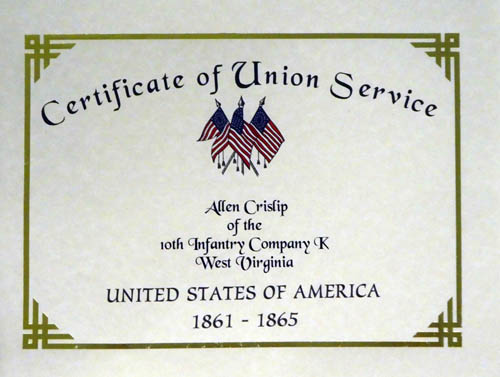 Certificate of Union Service
Allen Crislip
of the
10th Infantry Company K
West Virginia
UNITED STATES OF AMERICA
1861 - 1865